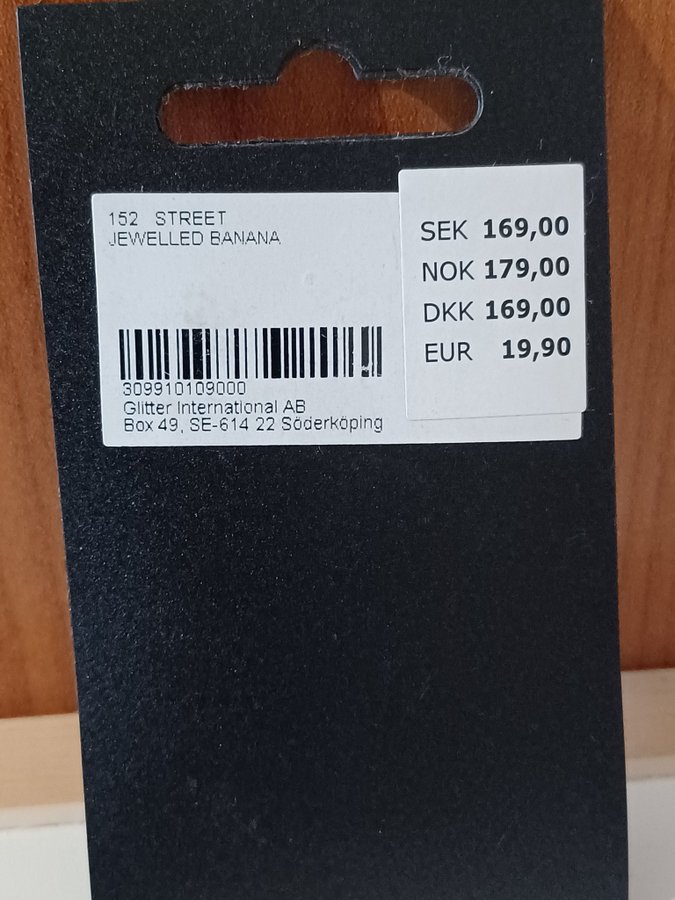 152 STREET
JEWELLED BANANA
309910109000
Glitter International AB
Box 49, SE-614 22 Söderköping
SEK 169,00
NOK 179,00
DKK 169,00
EUR 19,90